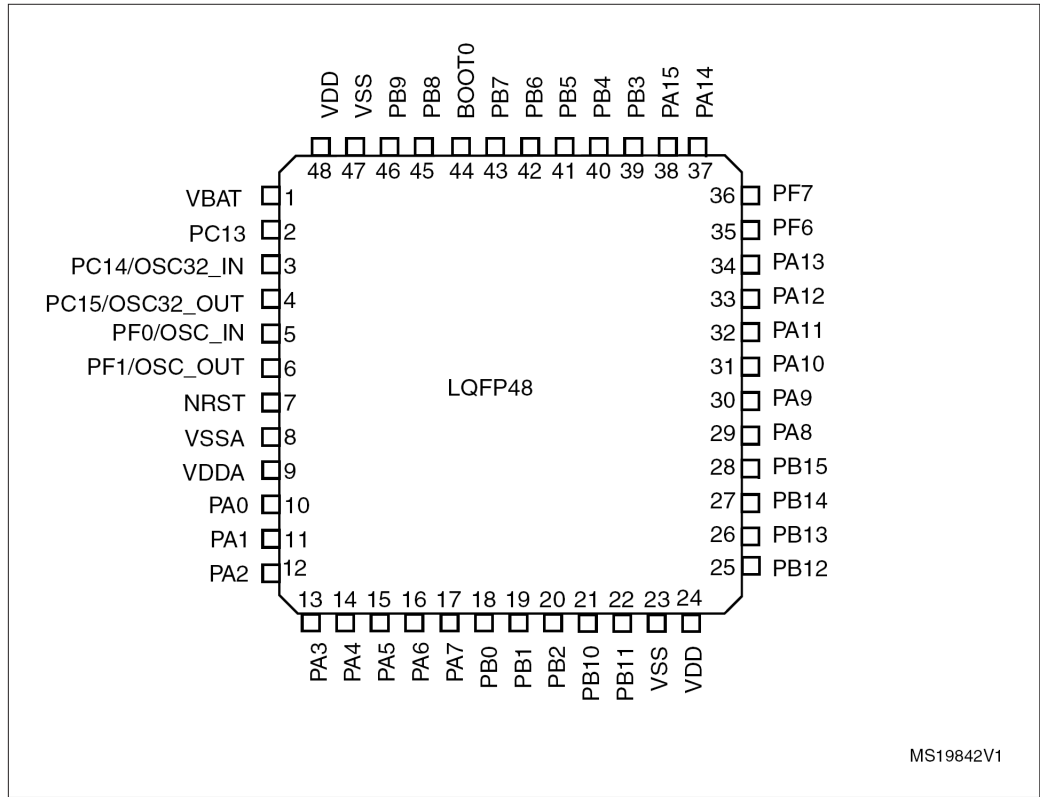 VDD
VSS
PB9
PB8
BOOT0
PB7
PB6
PB5
PB4
PB3
PA15
PA14
48 47 46 45 44 43 42 41 40 39 38 37
VBAT 1
PC13 2
PC14/OSC32_IN 3
PC15/OSC32_OUT 4
PF0/OSC_IN 5
PF1/OSC_OUT 6
NRST 7
VSSA 8
VDDA 9
PA0 10
PA1 11
PA2 12
LQFP48
36 PF7
35 PF6
34 PA13
33 PA12
32 PA11
31 PA10
30 PA9
29 PA8
28 PB15
27 PB14
26 PB13
25 PB12
13 14 15 16 17 18 19 20 21 22 23 24
PA3
PA4
PA5
PA6
PA7
PB0
PB1
PB2
PB10
PB11
VSS
VDD
MS19842V1